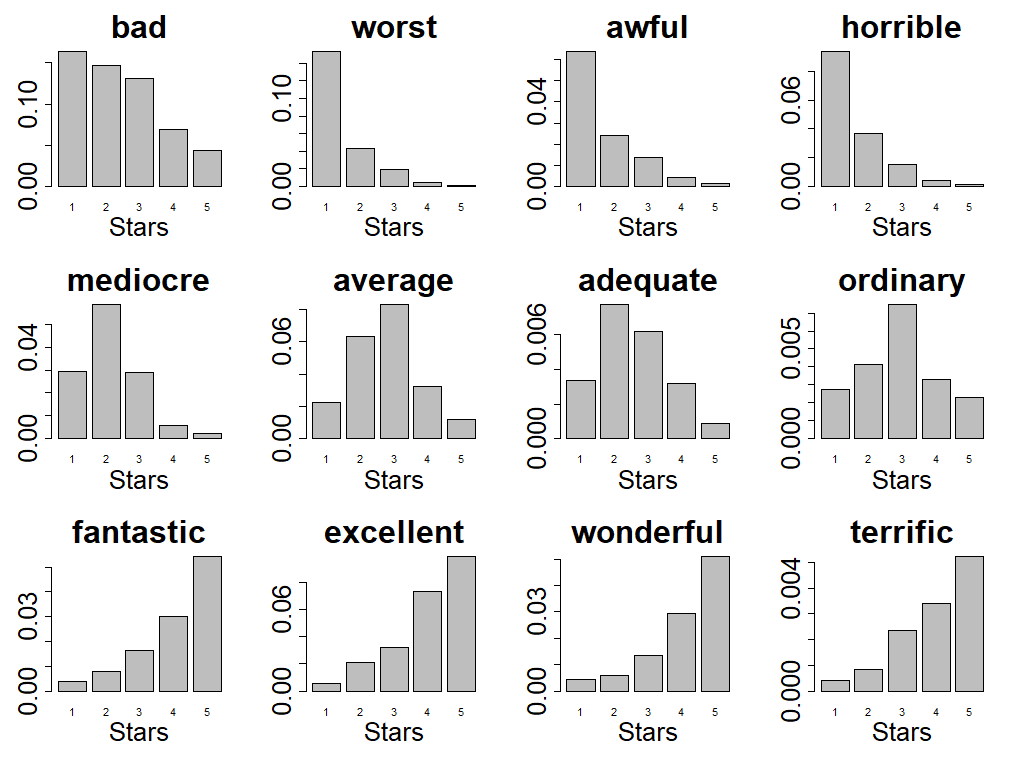 bad
0.00 0.10
1 2 3 4 5
Stars
worst
0.00 0.10
1 2 3 4 5
Stars
awful
0.00 0.04
1 2 3 4 5
Stars
horrible
0.00 0.06
1 2 3 4 5
Stars
mediocre
0.00 0.04
1 2 3 4 5
Stars
average
0.00 0.06
1 2 3 4 5
Stars
adequate
0.000 0.006
1 2 3 4 5
Stars
ordinary
0.000 0.005
1 2 3 4 5
Stars
fantastic
0.00 0.03
1 2 3 4 5
Stars
excellent
0.00 0.06
1 2 3 4 5
Stars
wonderful
0.00 0.03
1 2 3 4 5
Stars
terrific
0.000 0.004
1 2 3 4 5
Stars